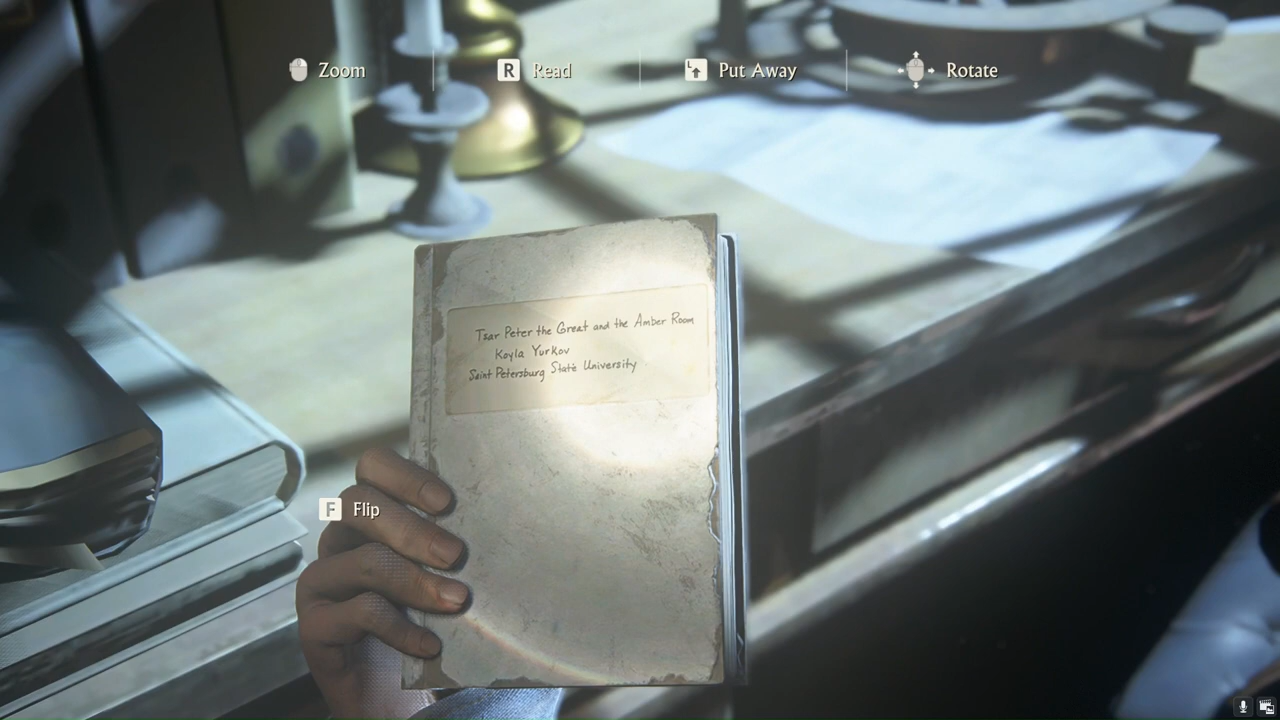 Zoom
R Read
L Put Away
Rotate
Tsar Peter the Great and the Amber Room
Koyla Yurkov
Saint Petersburg State University
F Flip